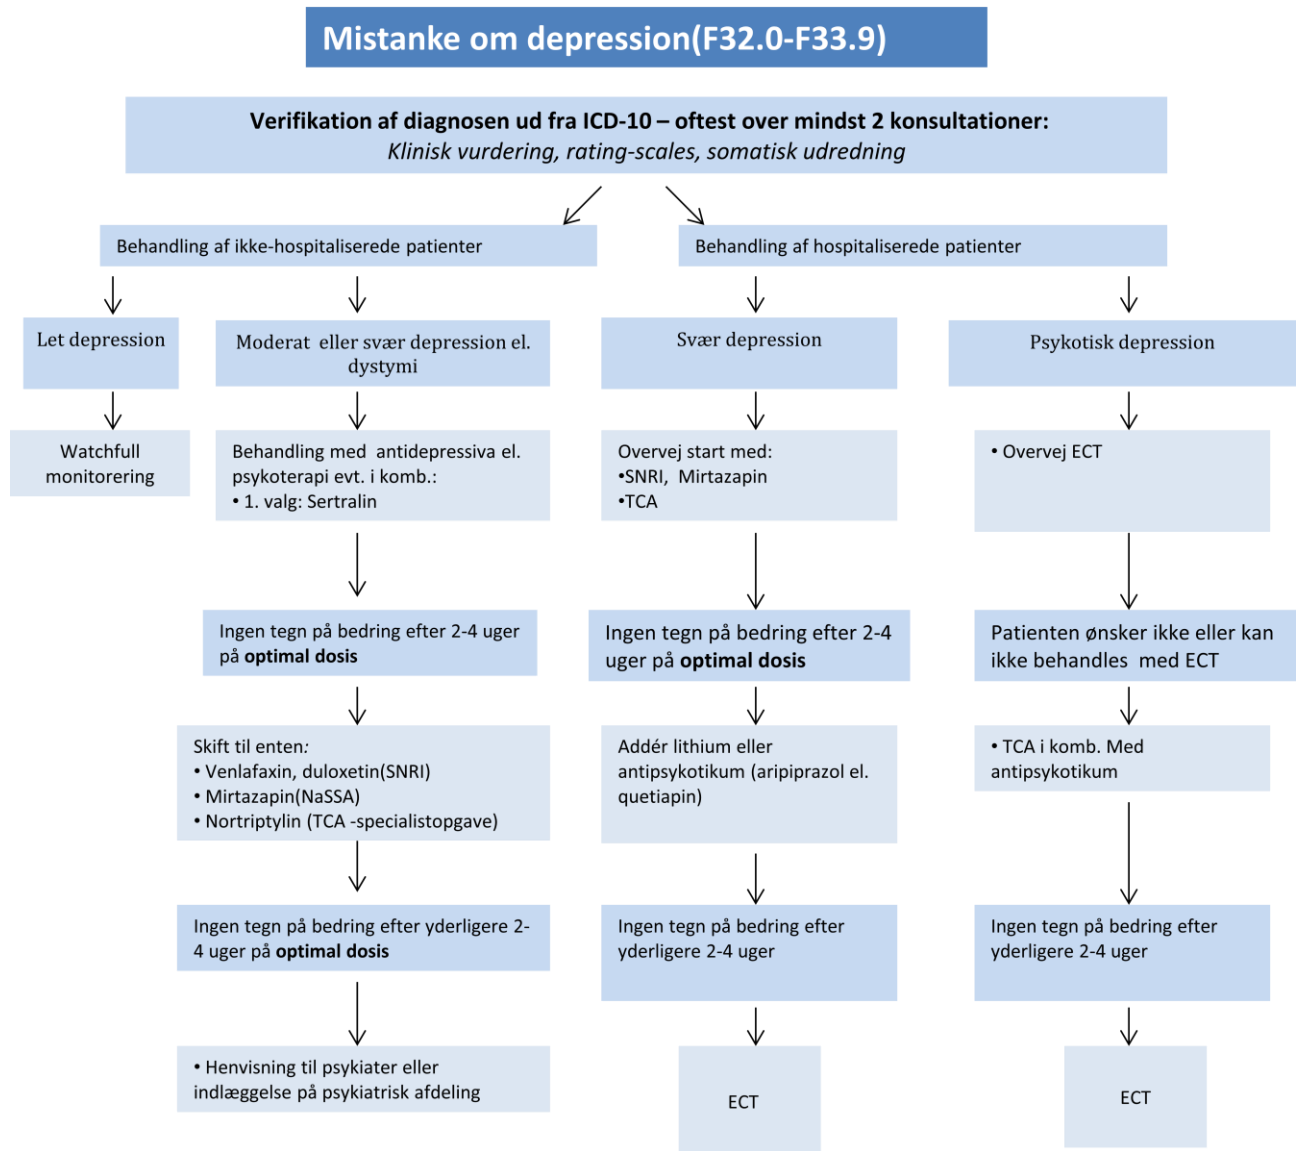 Mistanke om depression(F32.0-F33.9)
Verifikation af diagnosen ud fra ICD-10 – oftest over mindst 2 konsultationer:
Klinisk vurdering, rating-scales, somatisk udredning
Behandling af ikke-hospitaliserede patienter
Behandling af hospitaliserede patienter
Let depression
Moderat eller svær depression el.
dystymi
Svær depression
Psykotisk depression
Watchfull
monitorering
Behandling med antidepressiva el.
psykoterapi evt. i komb.:
• 1. valg: Sertralin
Overvej start med:
•SNRI, Mirtazapin
•TCA
• Overvej ECT
Ingen tegn på bedring efter 2-4
uger på optimal dosis
Ingen tegn på bedring efter 2-4
uger på optimal dosis
Patienten ønsker ikke eller kan
ikke behandles med ECT
Skift til enten:
• Venlafaxin, duloxetin(SNRI)
• Mirtazapin(NaSSA)
• Nortriptylin (TCA -specialistopgave)
Addér lithium eller
antipsykotikum (aripiprazol el.
quetiapin)
• TCA i komb. Med
antipsykotikum
Ingen tegn på bedring efter yderligere 2-
4 uger på optimal dosis
Ingen tegn på bedring efter
yderligere 2-4 uger
Ingen tegn på bedring efter
yderligere 2-4 uger
• Henvisning til psykiater eller
indlæggelse på psykiatrisk afdeling
ECT
ECT